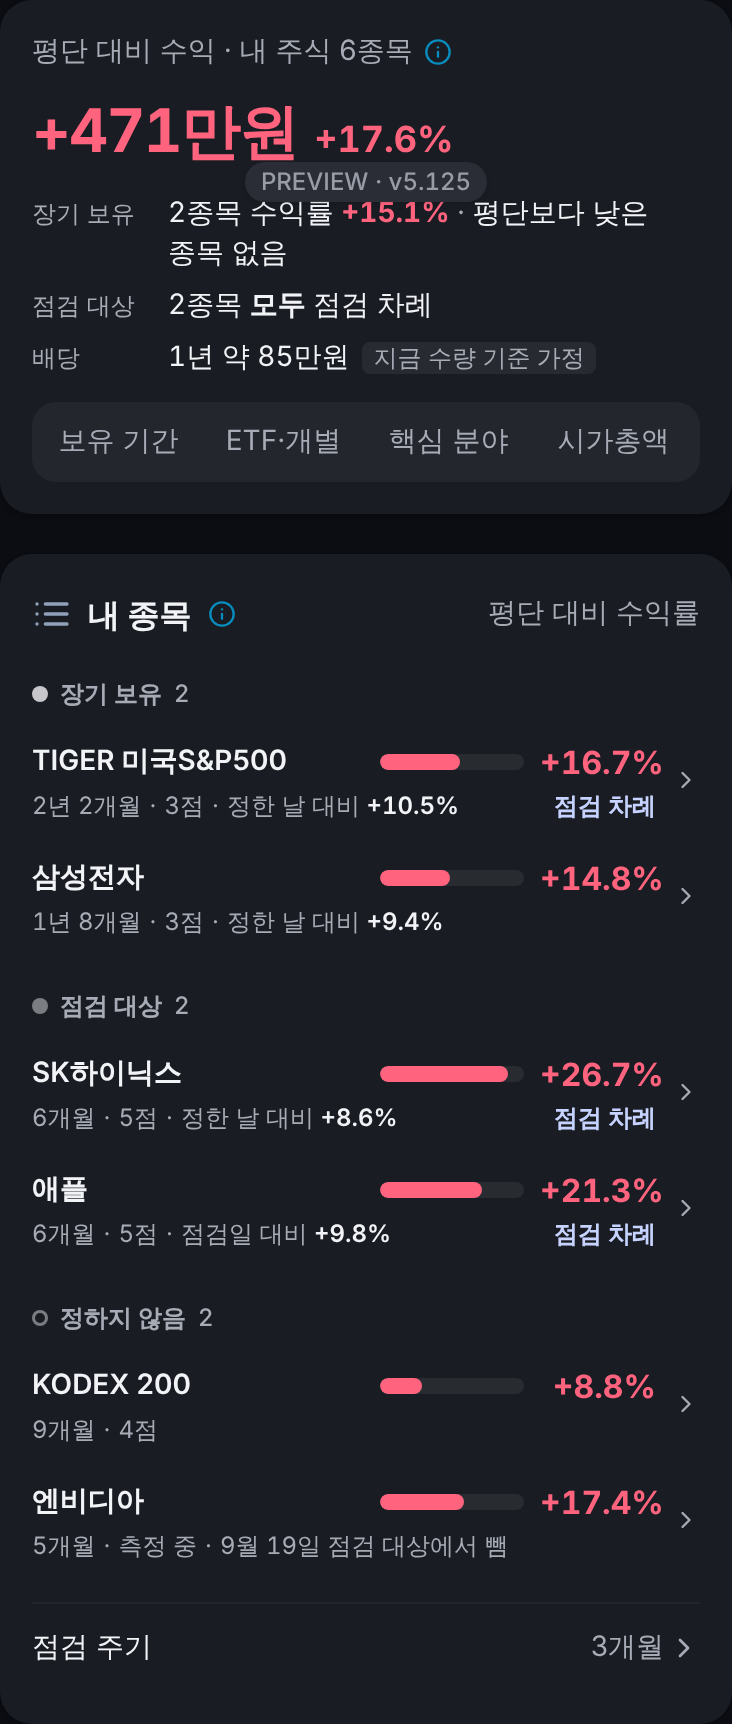 평단 대비 수익 · 내 주식 6종목
+471만원 +17.6%
PREVIEW · v5.125
장기 보유 2종목 수익률 +15.1% · 평단보다 낮은
종목 없음
점검 대상 2종목 모두 점검 차례
배당 1년 약 85만원 지금 수량 기준 가정
보유 기간 ETF·개별 핵심 분야 시가총액
내 종목 평단 대비 수익률
장기 보유 2
TIGER 미국S&P500 +16.7%
2년 2개월 · 3점 · 정한 날 대비 +10.5% 점검 차례
삼성전자 +14.8%
1년 8개월 · 3점 · 정한 날 대비 +9.4%
점검 대상 2
SK하이닉스 +26.7%
6개월 · 5점 · 정한 날 대비 +8.6% 점검 차례
애플 +21.3%
6개월 · 5점 · 점검일 대비 +9.8% 점검 차례
정하지 않음 2
KODEX 200 +8.8%
9개월 · 4점
엔비디아 +17.4%
5개월 · 측정 중 · 9월 19일 점검 대상에서 뺌
점검 주기 3개월